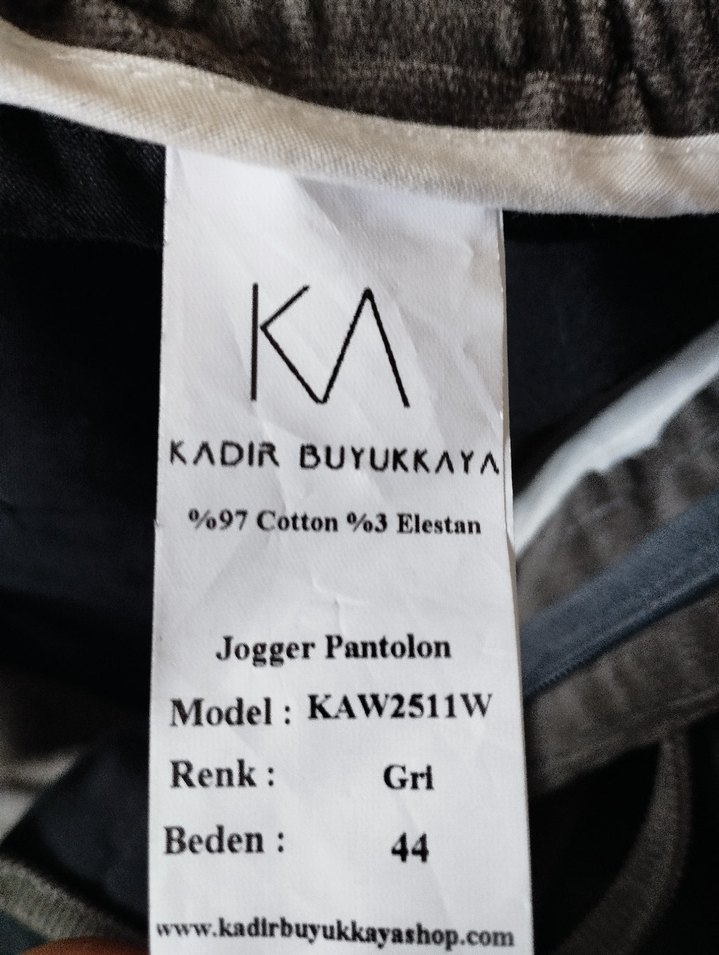 KA
KADIR BUYUKKAYA
%97 Cotton %3 Elestan
Jogger Pantolon
Model : KAW2511W
Renk : Gri
Beden : 44
www.kadirbuyukkayashop.com